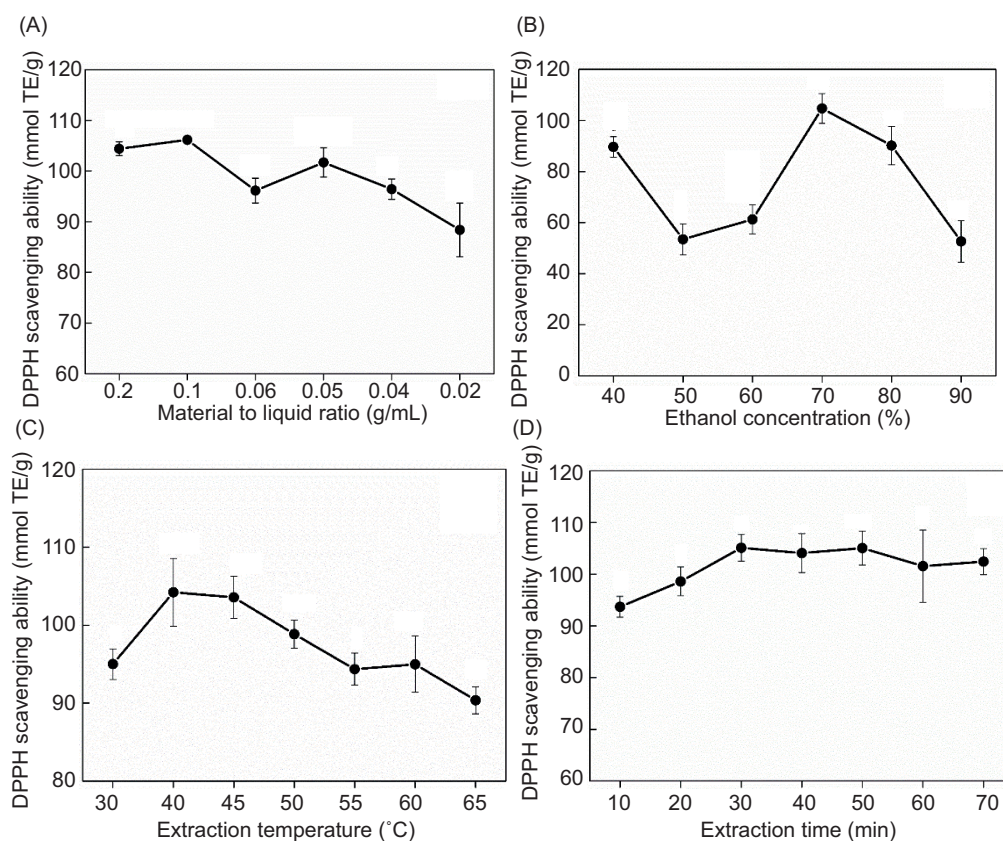 (A)
DPPH scavenging ability (mmol TE/g)
120
110
100
90
80
70
60
0.2 0.1 0.06 0.05 0.04 0.02
Material to liquid ratio (g/mL)
(B)
DPPH scavenging ability (mmol TE/g)
120
100
80
60
40
20
0
40 50 60 70 80 90
Ethanol concentration (%)
(C)
DPPH scavenging ability (mmol TE/g)
120
110
100
90
80
30 40 45 50 55 60 65
Extraction temperature (˚C)
(D)
DPPH scavenging ability (mmol TE/g)
120
110
100
90
80
70
60
10 20 30 40 50 60 70
Extraction time (min)